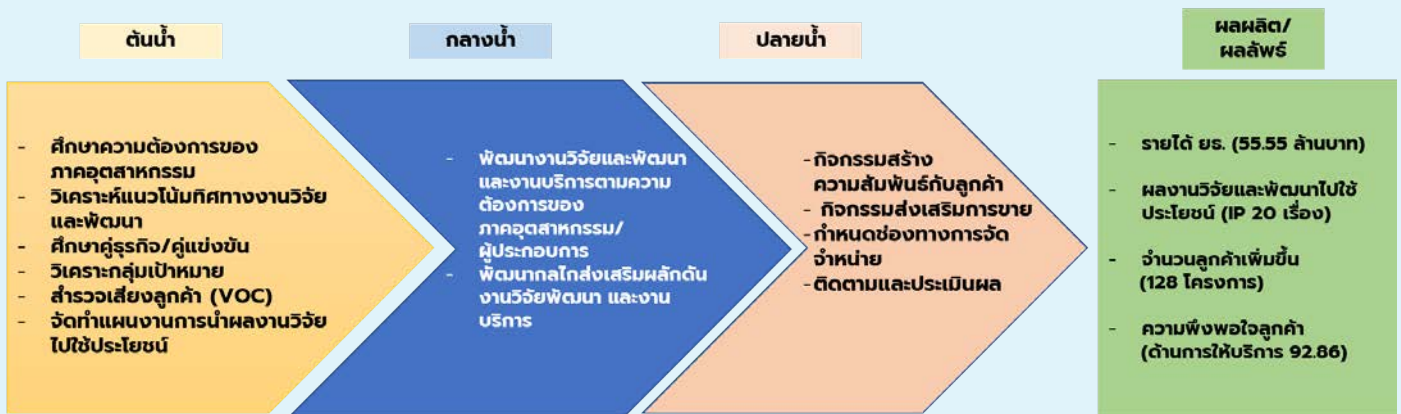 ต้นน้ำ
- ศึกษาความต้องการของ
ภาคอุตสาหกรรม
- วิเคราะห์แนวโน้มทิศทางงานวิจัย
และพัฒนา
- ศึกษาคู่ธุรกิจ/คู่แข่งขัน
- วิเคราะกลุ่มเป้าหมาย
- สำรวจเสียงลูกค้า (VOC)
- จัดทำแผนงานการนำผลงานวิจัย
ไปใช้ประโยชน์
กลางน้ำ
- พัฒนางานวิจัยและพัฒนา
และงานบริการตามความ
ต้องการของ
ภาคอุตสาหกรรม/
ผู้ประกอบการ
- พัฒนากลไกส่งเสริมผลักดัน
งานวิจัยพัฒนา และงาน
บริการ
ปลายน้ำ
-กิจกรรมสร้าง
ความสัมพันธ์กับลูกค้า
- กิจกรรมส่งเสริมการขาย
-กำหนดช่องทางการจัด
จำหน่าย
-ติดตามและประเมินผล
ผลผลิต/
ผลลัพธ์
- รายได้ ยธ. (55.55 ล้านบาท)
- ผลงานวิจัยและพัฒนาไปใช้
ประโยชน์ (IP 20 เรื่อง)
- จำนวนลูกค้าเพิ่มขึ้น
(128 โครงการ)
- ความพึงพอใจลูกค้า
(ด้านการให้บริการ 92.86)